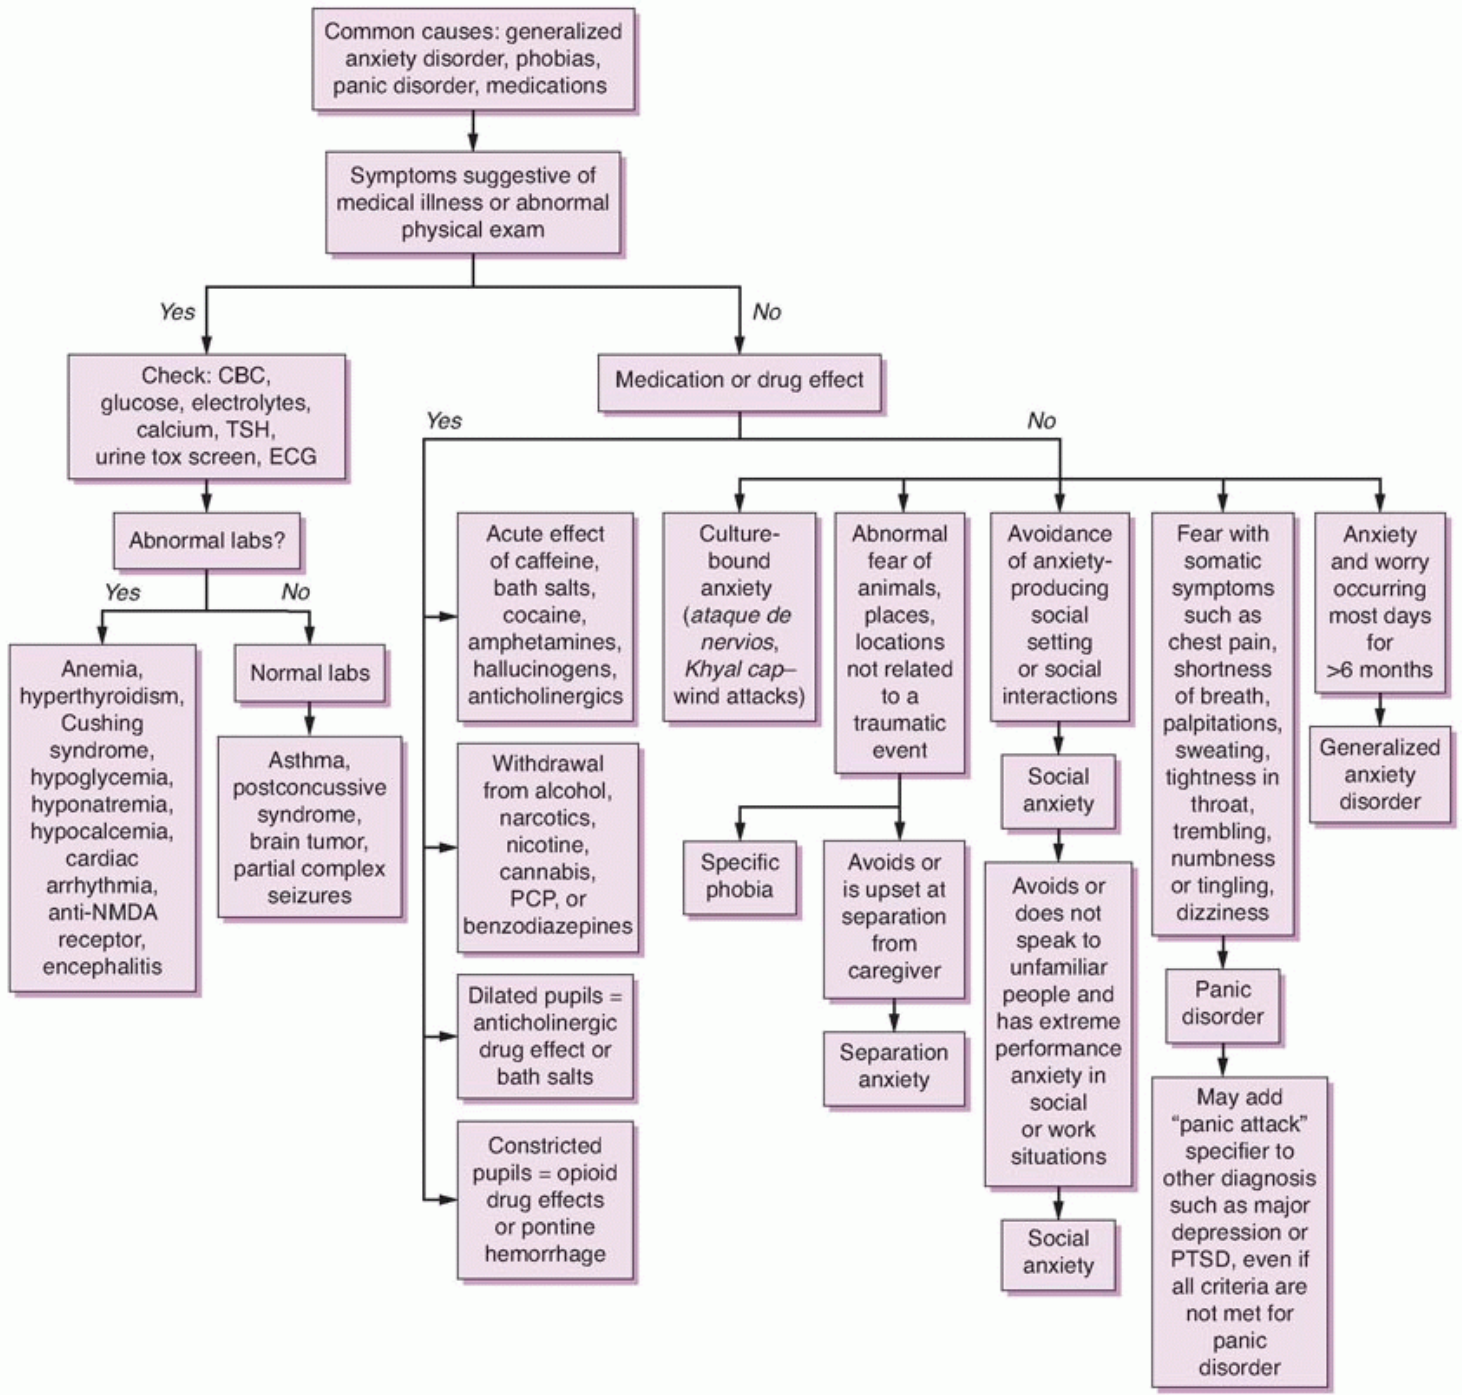 Common causes: generalized
anxiety disorder, phobias,
panic disorder, medications
Symptoms suggestive of
medical illness or abnormal
physical exam
Yes
No
Check: CBC,
glucose, electrolytes,
calcium, TSH,
urine tox screen, ECG
Medication or drug effect
Abnormal labs?
Yes
No
Anemia,
hyperthyroidism,
Cushing
syndrome,
hypoglycemia,
hyponatremia,
hypocalcemia,
cardiac
arrhythmia,
anti-NMDA
receptor,
encephalitis
Normal labs
Asthma,
postconcussive
syndrome,
brain tumor,
partial complex
seizures
Yes
No
Acute effect
of caffeine,
bath salts,
cocaine,
amphetamines,
hallucinogens,
anticholinergics
Withdrawal
from alcohol,
narcotics,
nicotine,
cannabis,
PCP, or
benzodiazepines
Dilated pupils =
anticholinergic
drug effect or
bath salts
Constricted
pupils = opioid
drug effects
or pontine
hemorrhage
Culture-
bound
anxiety
(ataque de
nervios,
Khyal cap–
wind attacks)
Abnormal
fear of
animals,
places,
locations
not related
to a
traumatic
event
Specific
phobia
Avoids or
is upset at
separation
from
caregiver
Separation
anxiety
Avoidance
of anxiety-
producing
social
setting
or social
interactions
Social
anxiety
Avoids or
does not
speak to
unfamiliar
people and
has extreme
performance
anxiety in
social
or work
situations
Social
anxiety
Fear with
somatic
symptoms
such as
chest pain,
shortness
of breath,
palpitations,
sweating,
tightness in
throat,
trembling,
numbness
or tingling,
dizziness
Panic
disorder
May add
“panic attack”
specifier to
other diagnosis
such as major
depression or
PTSD, even if
all criteria are
not met for
panic
disorder
Anxiety
and worry
occurring
most days
for
>6 months
Generalized
anxiety
disorder